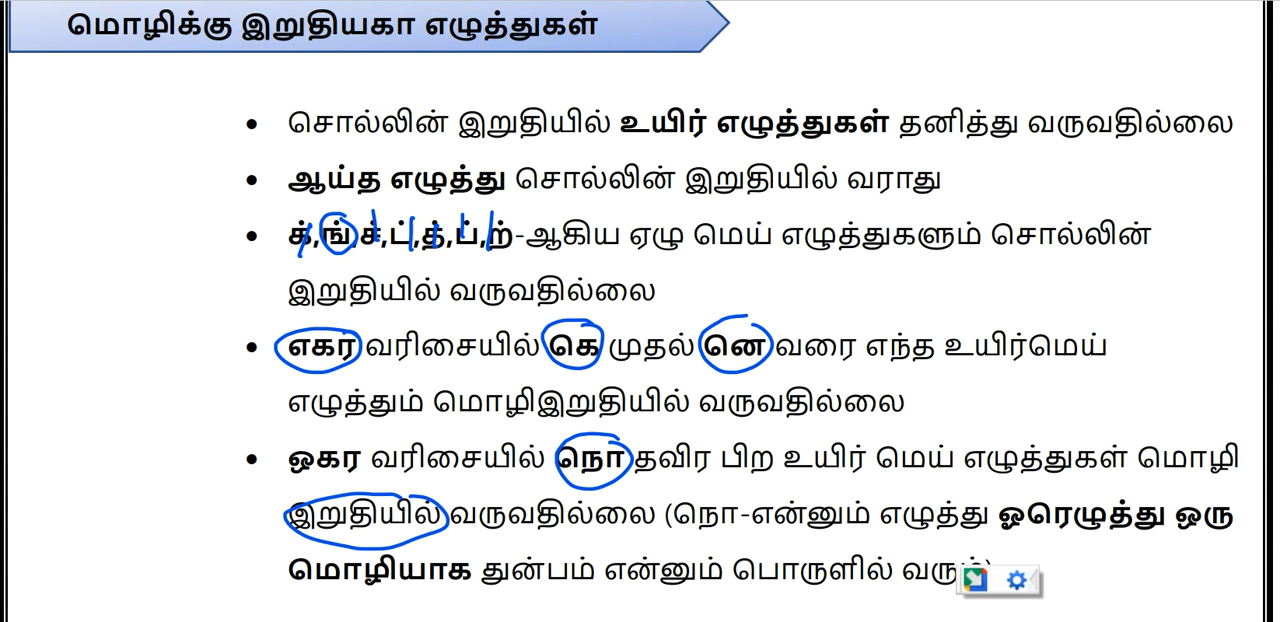 மொழிக்கு இறுதியகா எழுத்துகள்
• சொல்லின் இறுதியில் உயிர் எழுத்துகள் தனித்து வருவதில்லை
• ஆய்த எழுத்து சொல்லின் இறுதியில் வராது
• க்,ங்,ச்,ட்,த்,ப்,ற்-ஆகிய ஏழு மெய் எழுத்துகளும் சொல்லின்
இறுதியில் வருவதில்லை
• எகர வரிசையில் கெ முதல் னெ வரை எந்த உயிர்மெய்
எழுத்தும் மொழிஇறுதியில் வருவதில்லை
• ஒகர வரிசையில் நொ தவிர பிற உயிர் மெய் எழுத்துகள் மொழி
இறுதியில் வருவதில்லை (நொ-என்னும் எழுத்து ஓரெழுத்து ஒரு
மொழியாக துன்பம் என்னும் பொருளில் வரும்)